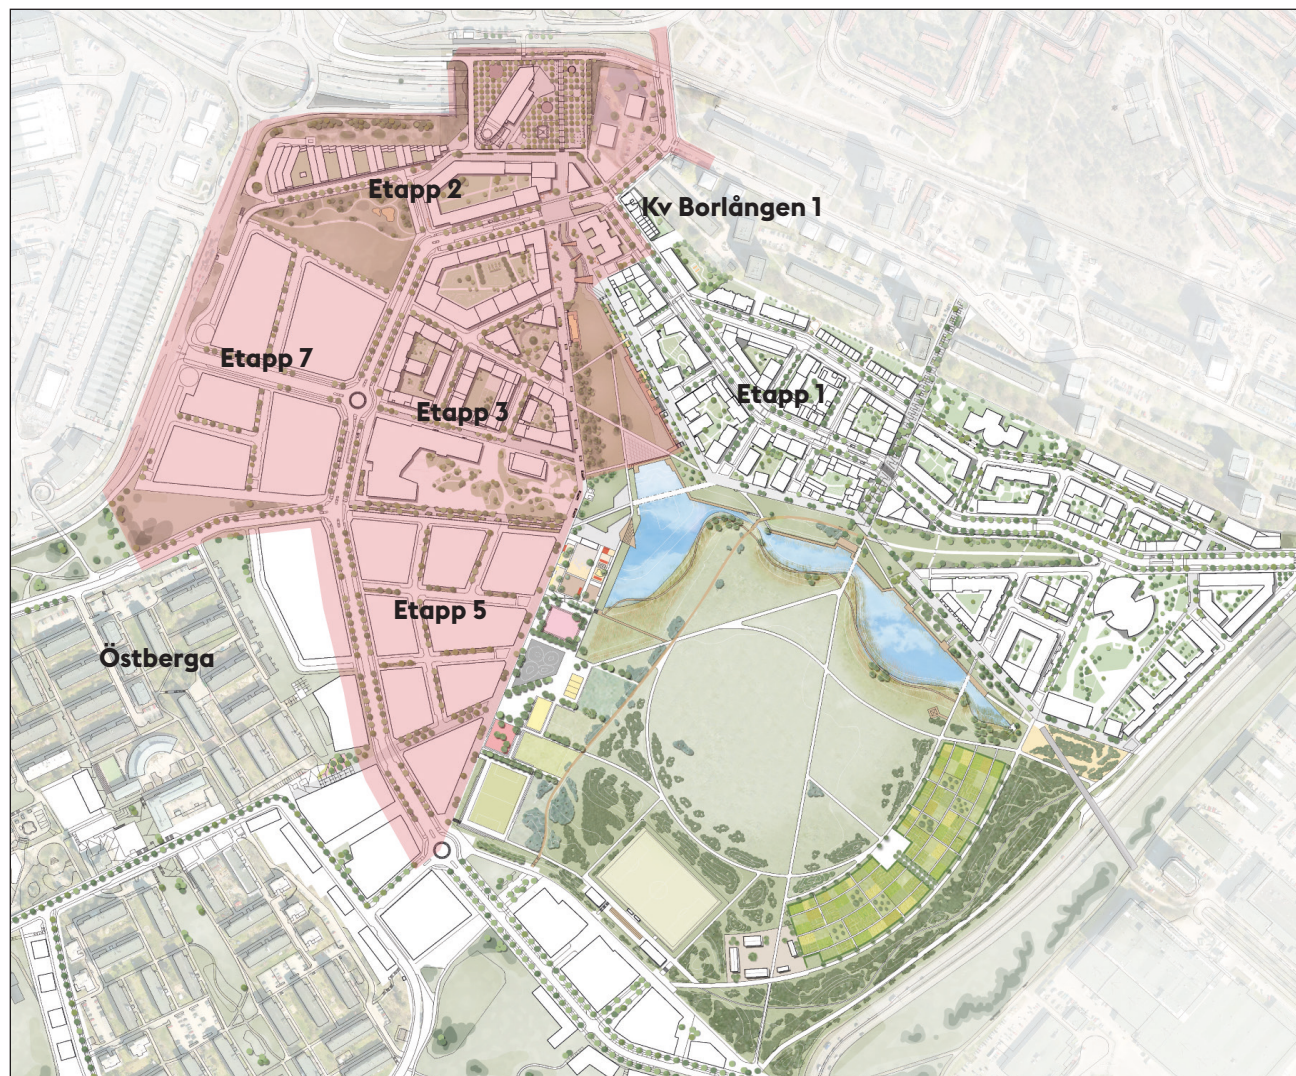 Etapp 2
Kv Borlången 1
Etapp 7
Etapp 1
Etapp 3
Etapp 5
Östberga